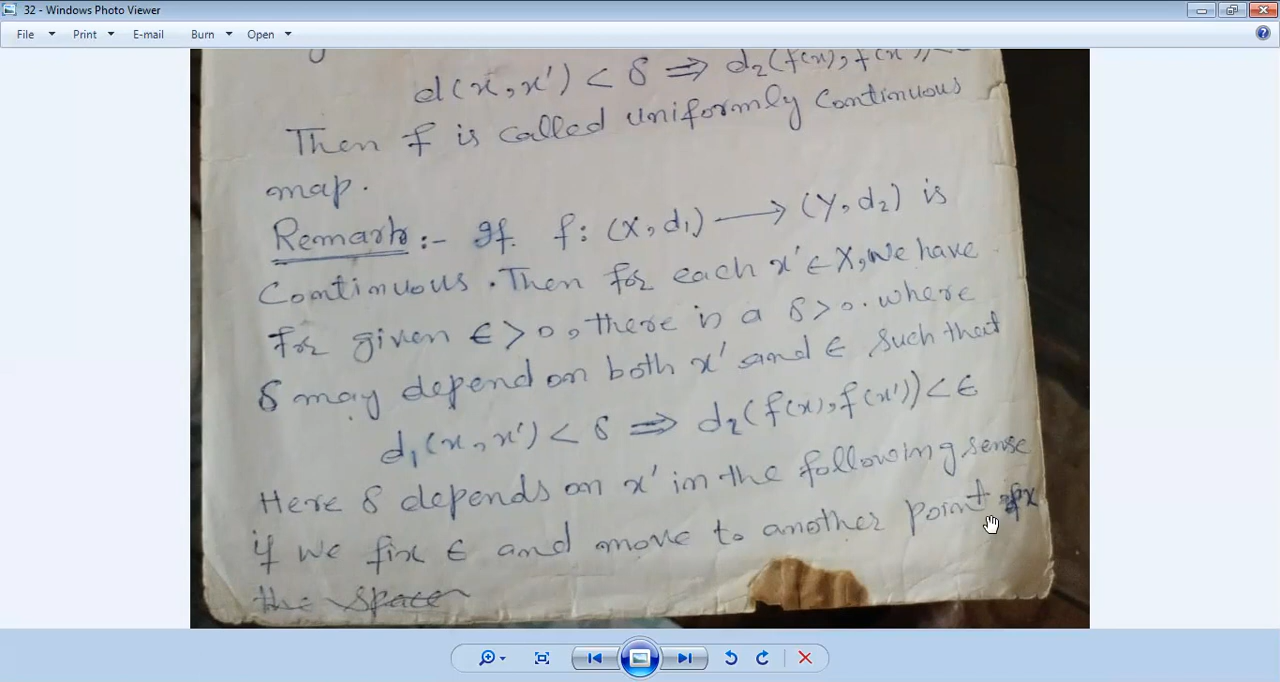 32 - Windows Photo Viewer
File Print E-mail Burn Open
d(x, x') < δ ⇒ d₂(f(x), f(x'))
Then f is called uniformly continuous
map.
Remark :- If f: (X, d₁) ⟶ (Y, d₂) is
Continuous. Then for each x' ∈ X, we have
for given ϵ > 0, there is a δ > 0. where
δ may depend on both x' and ϵ such that
d₁(x, x') < δ ⇒ d₂(f(x), f(x')) < ϵ
Here δ depends on x' in the following sense
if we fix ϵ and move to another point of X
the space